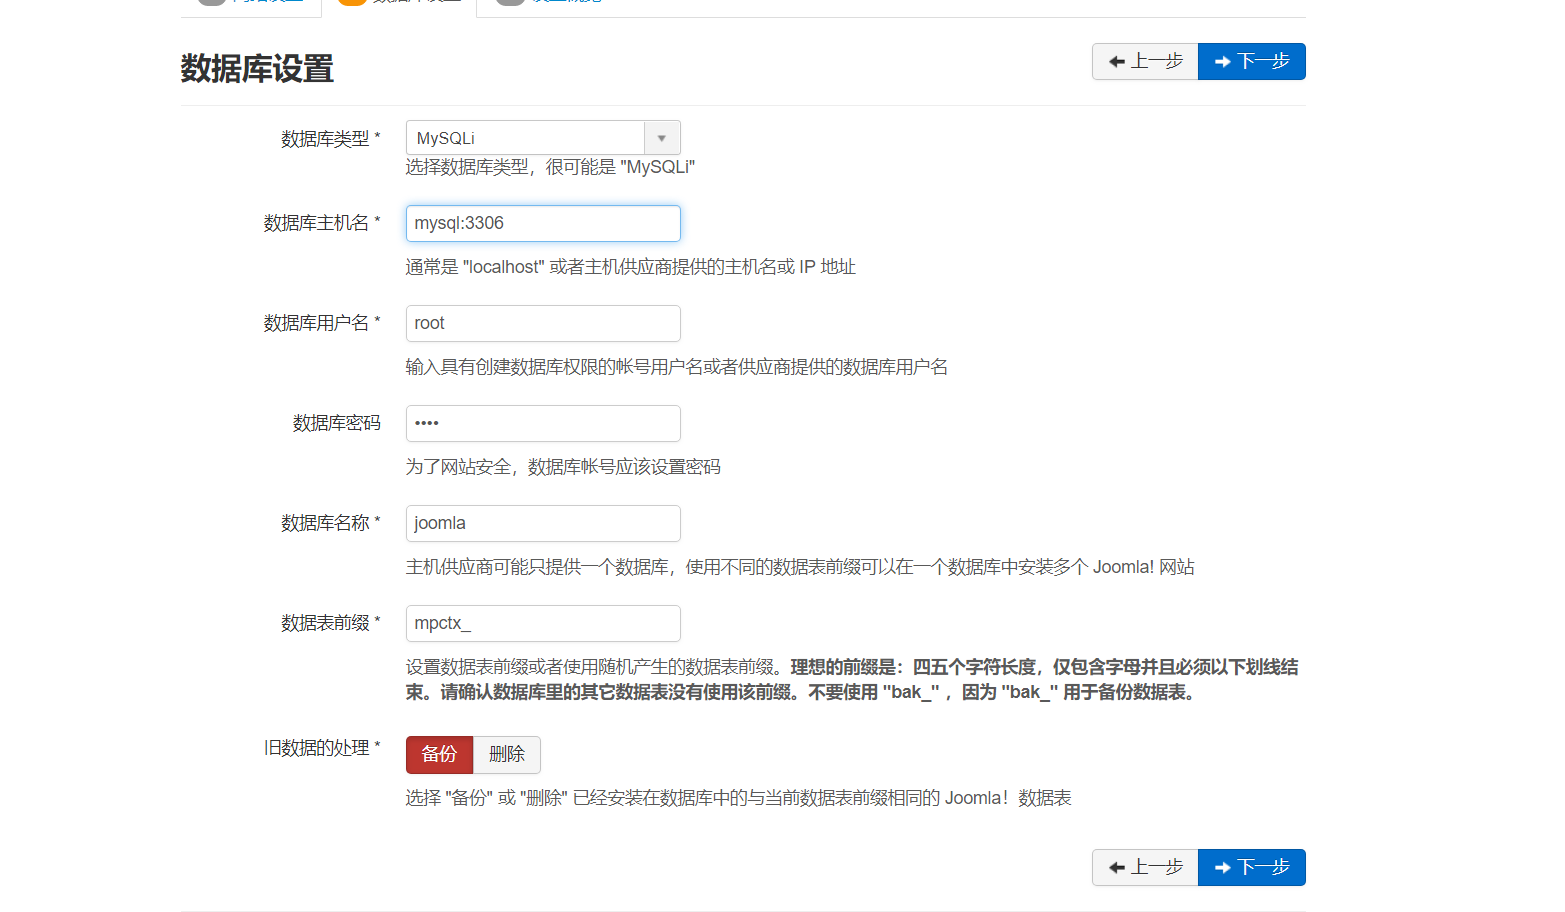 数据库设置
上一步 下一步
数据库类型 * MySQLi
选择数据库类型，很可能是 "MySQLi"
数据库主机名 * mysql:3306
通常是 "localhost" 或者主机供应商提供的主机名或 IP 地址
数据库用户名 * root
输入具有创建数据库权限的帐号用户名或者供应商提供的数据库用户名
数据库密码 ••••
为了网站安全，数据库帐号应该设置密码
数据库名称 * joomla
主机供应商可能只提供一个数据库，使用不同的数据表前缀可以在一个数据库中安装多个 Joomla! 网站
数据表前缀 * mpctx_
设置数据表前缀或者使用随机产生的数据表前缀。理想的前缀是：四五个字符长度，仅包含字母并且必须以下划线结
束。请确认数据库里的其它数据表没有使用该前缀。不要使用 "bak_" ，因为 "bak_" 用于备份数据表。
旧数据的处理 * 备份 删除
选择 "备份" 或 "删除" 已经安装在数据库中的与当前数据表前缀相同的 Joomla！数据表
上一步 下一步